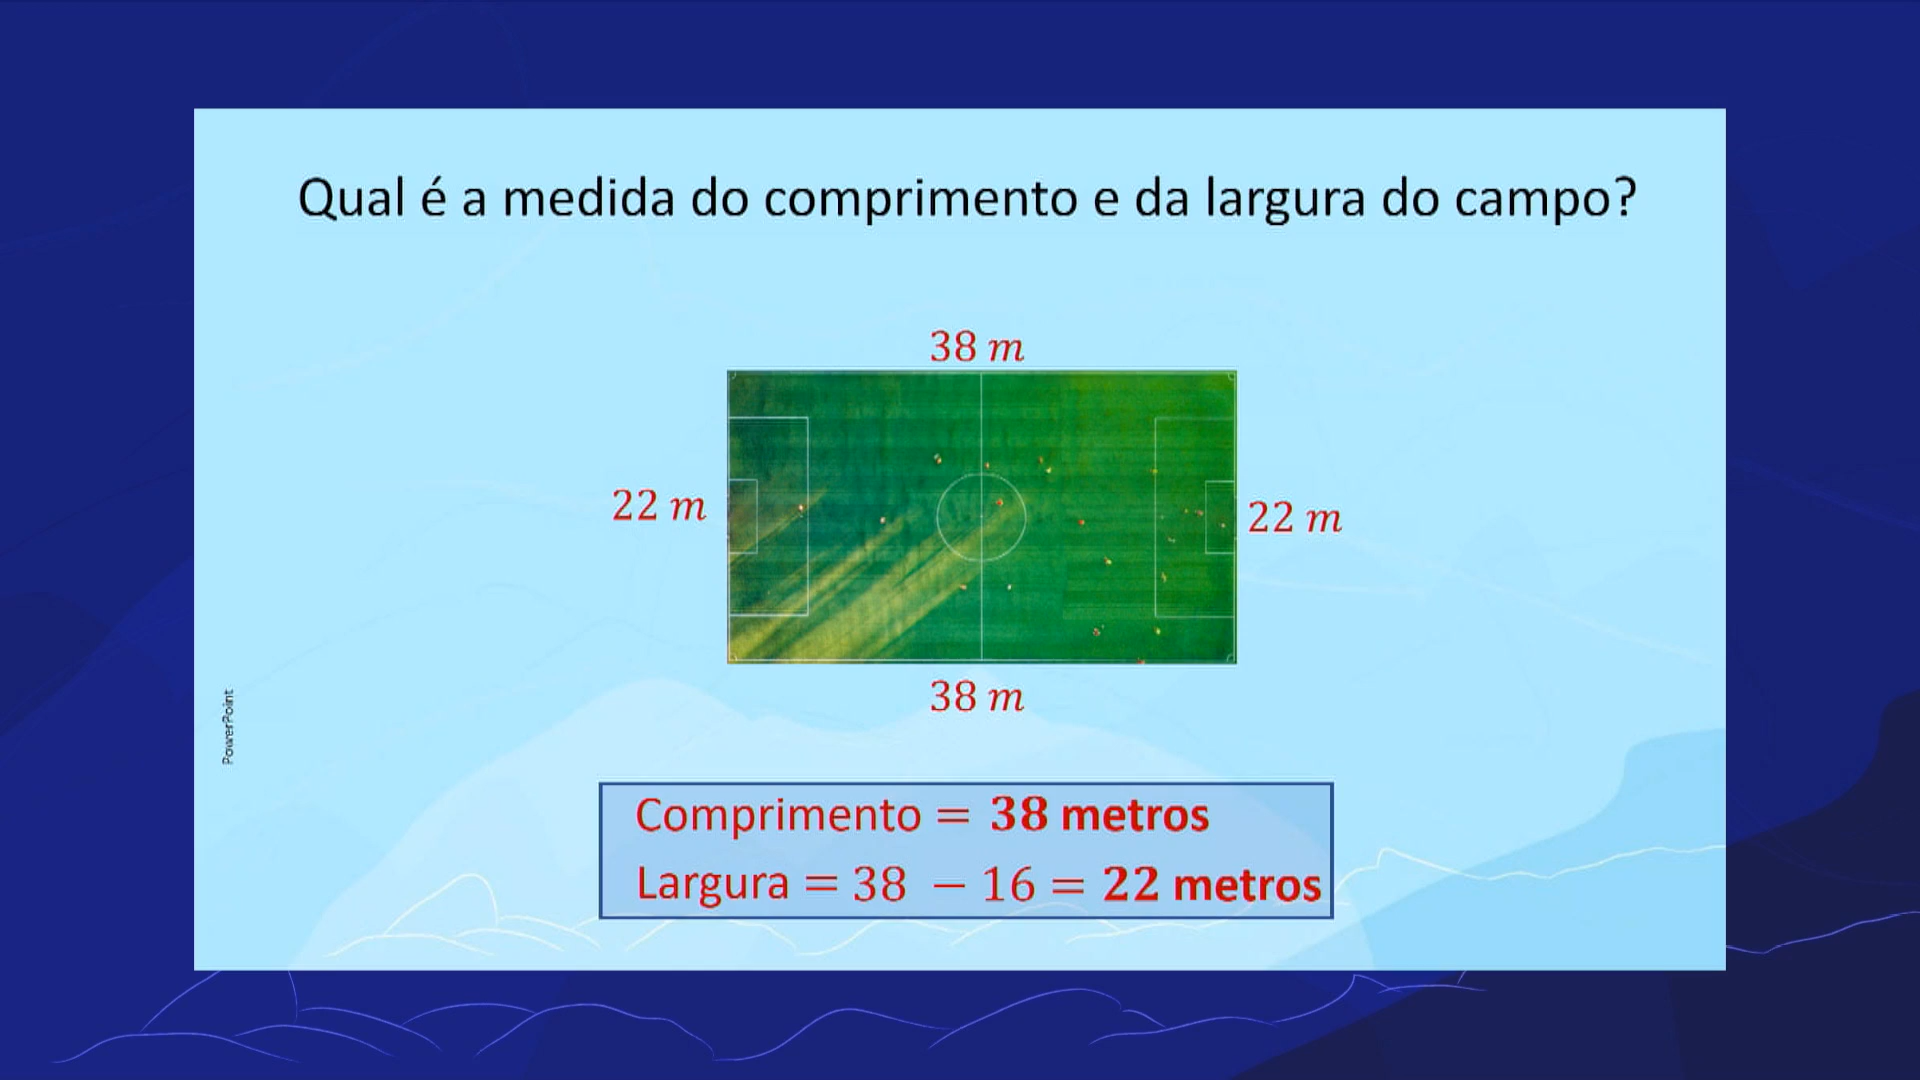 Qual é a medida do comprimento e da largura do campo?
38 m
22 m
22 m
38 m
PowerPoint
Comprimento = 38 metros
Largura = 38 − 16 = 22 metros